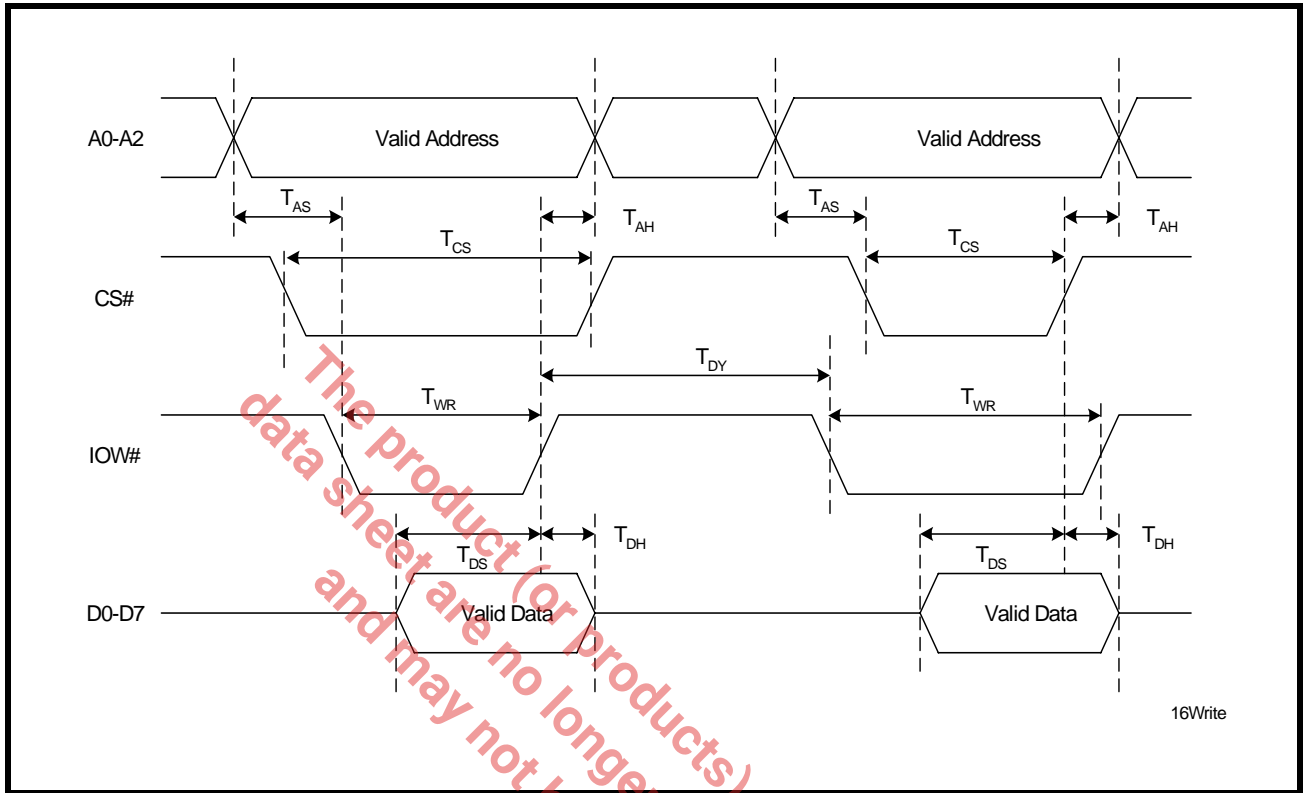 A0-A2
Valid Address
Valid Address
TAS
TAH
TAS
TAH
TCS
TCS
CS#
TDY
TWR
TWR
IOW#
TDS
TDH
TDS
TDH
D0-D7
Valid Data
Valid Data
16Write
The product (or products)
data sheet are no longer
and may not